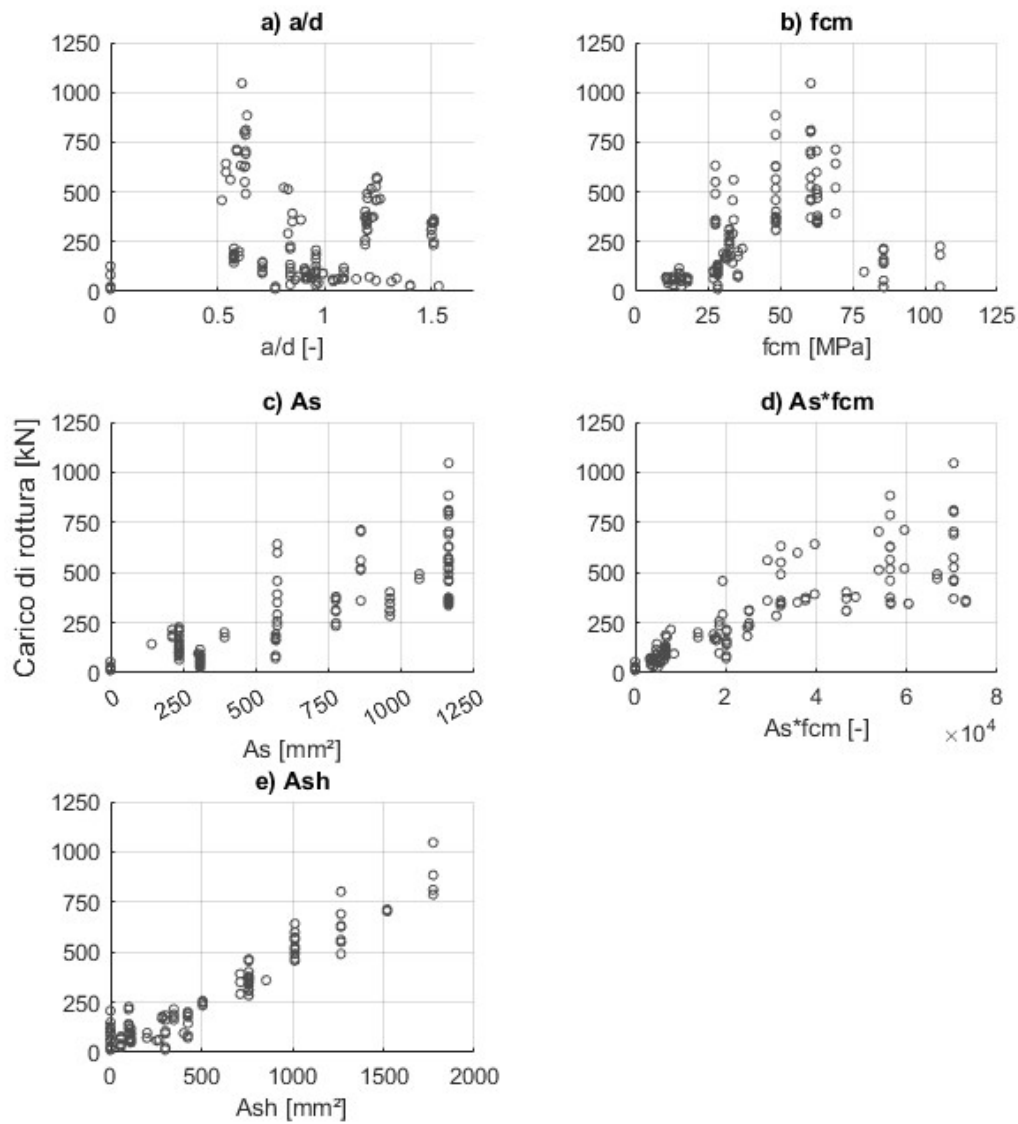 a) a/d
1250
1000
750
500
250
0
0 0.5 1 1.5
a/d [-]
b) fcm
1250
1000
750
500
250
0
0 25 50 75 100 125
fcm [MPa]
Carico di rottura [kN]
c) As
1250
1000
750
500
250
0
0 250 500 750 1000 1250
As [mm²]
d) As*fcm
1250
1000
750
500
250
0
0 2 4 6 8
As*fcm [-] ×10⁴
e) Ash
1250
1000
750
500
250
0
0 500 1000 1500 2000
Ash [mm²]